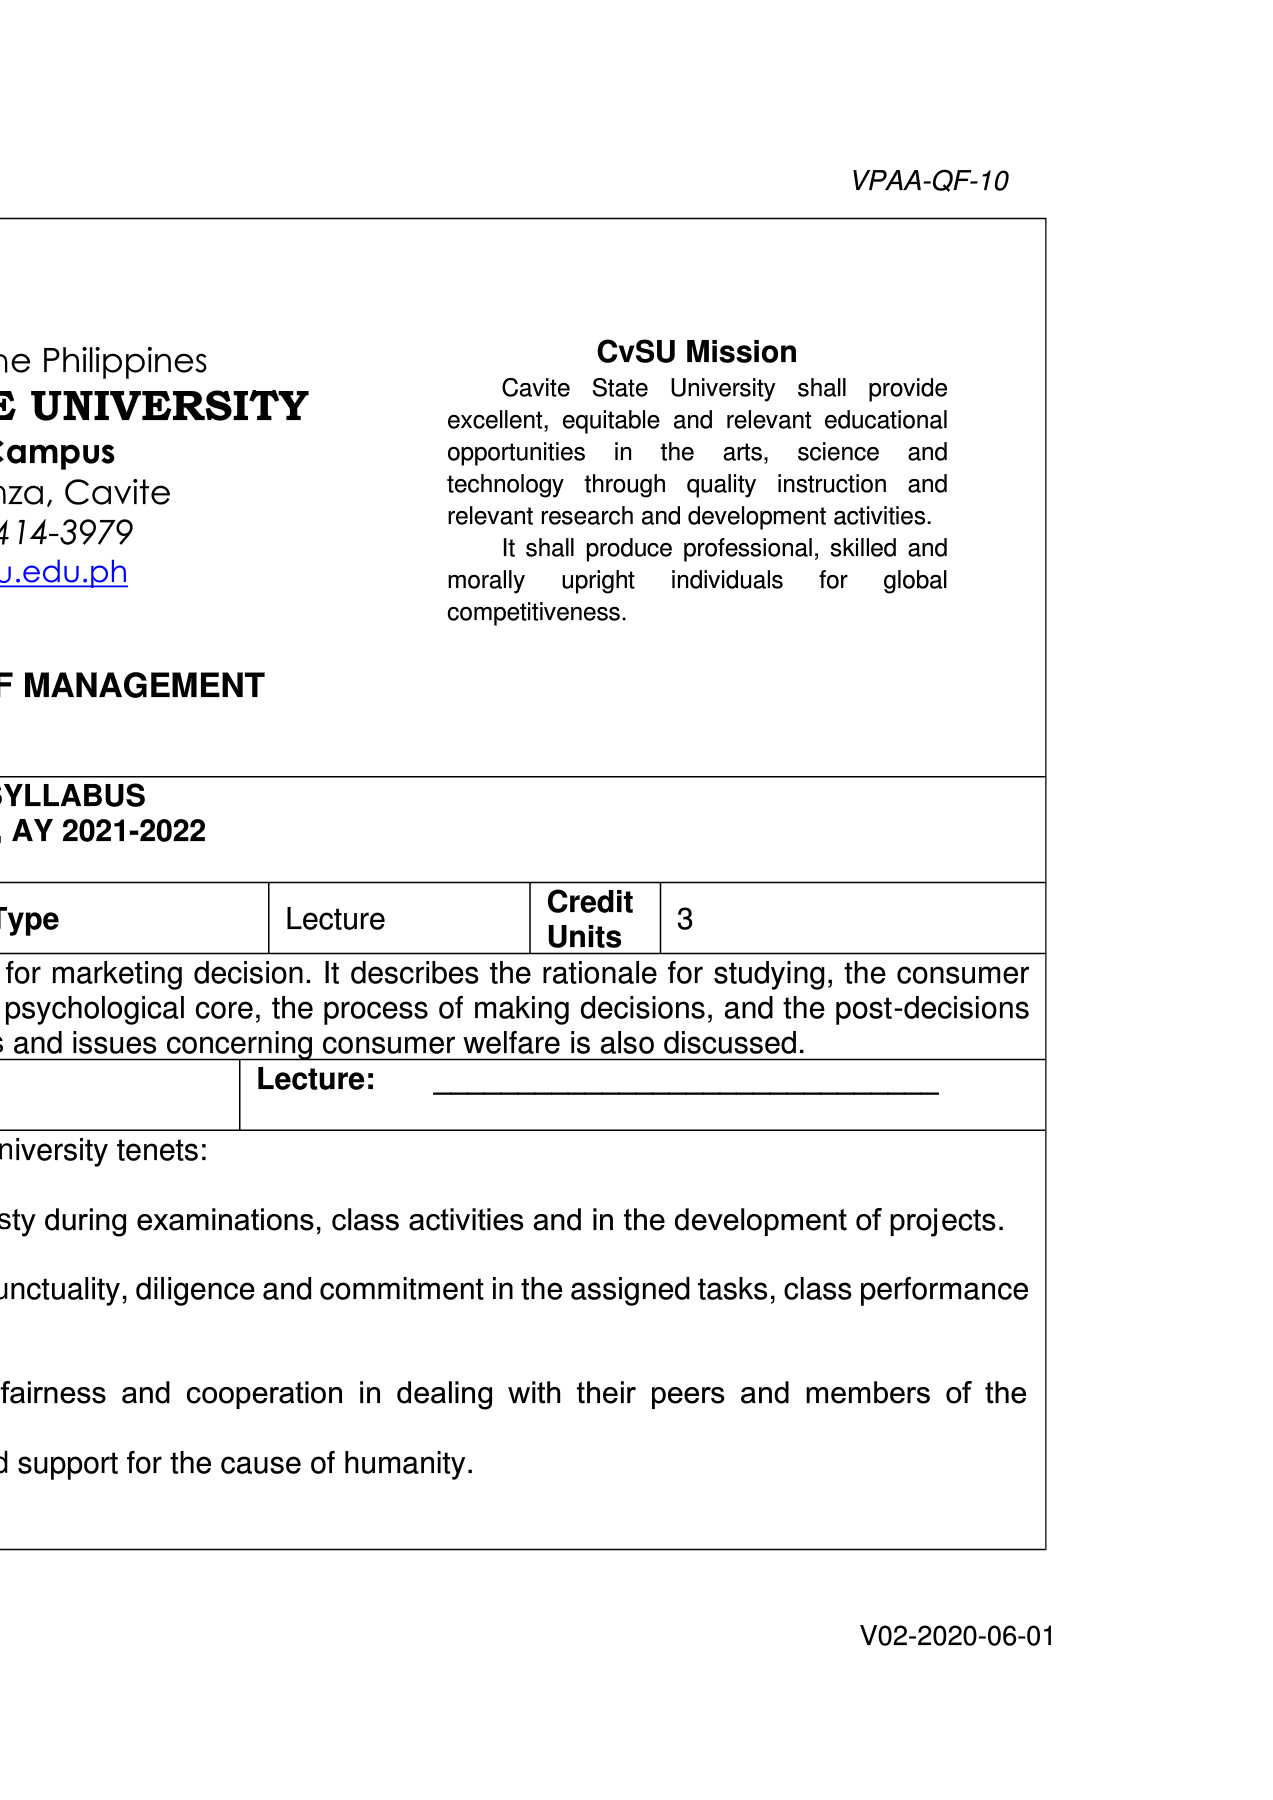 VPAA-QF-10
ne Philippines
E UNIVERSITY
Campus
nza, Cavite
414-3979
u.edu.ph
F MANAGEMENT
CvSU Mission
Cavite State University shall provide
excellent, equitable and relevant educational
opportunities in the arts, science and
technology through quality instruction and
relevant research and development activities.
It shall produce professional, skilled and
morally upright individuals for global
competitiveness.
SYLLABUS
, AY 2021-2022
Type Lecture Credit Units 3
for marketing decision. It describes the rationale for studying, the consumer
psychological core, the process of making decisions, and the post-decisions
s and issues concerning consumer welfare is also discussed.
Lecture: ______________________________
niversity tenets:
sty during examinations, class activities and in the development of projects.
unctuality, diligence and commitment in the assigned tasks, class performance
fairness and cooperation in dealing with their peers and members of the
d support for the cause of humanity.
V02-2020-06-01